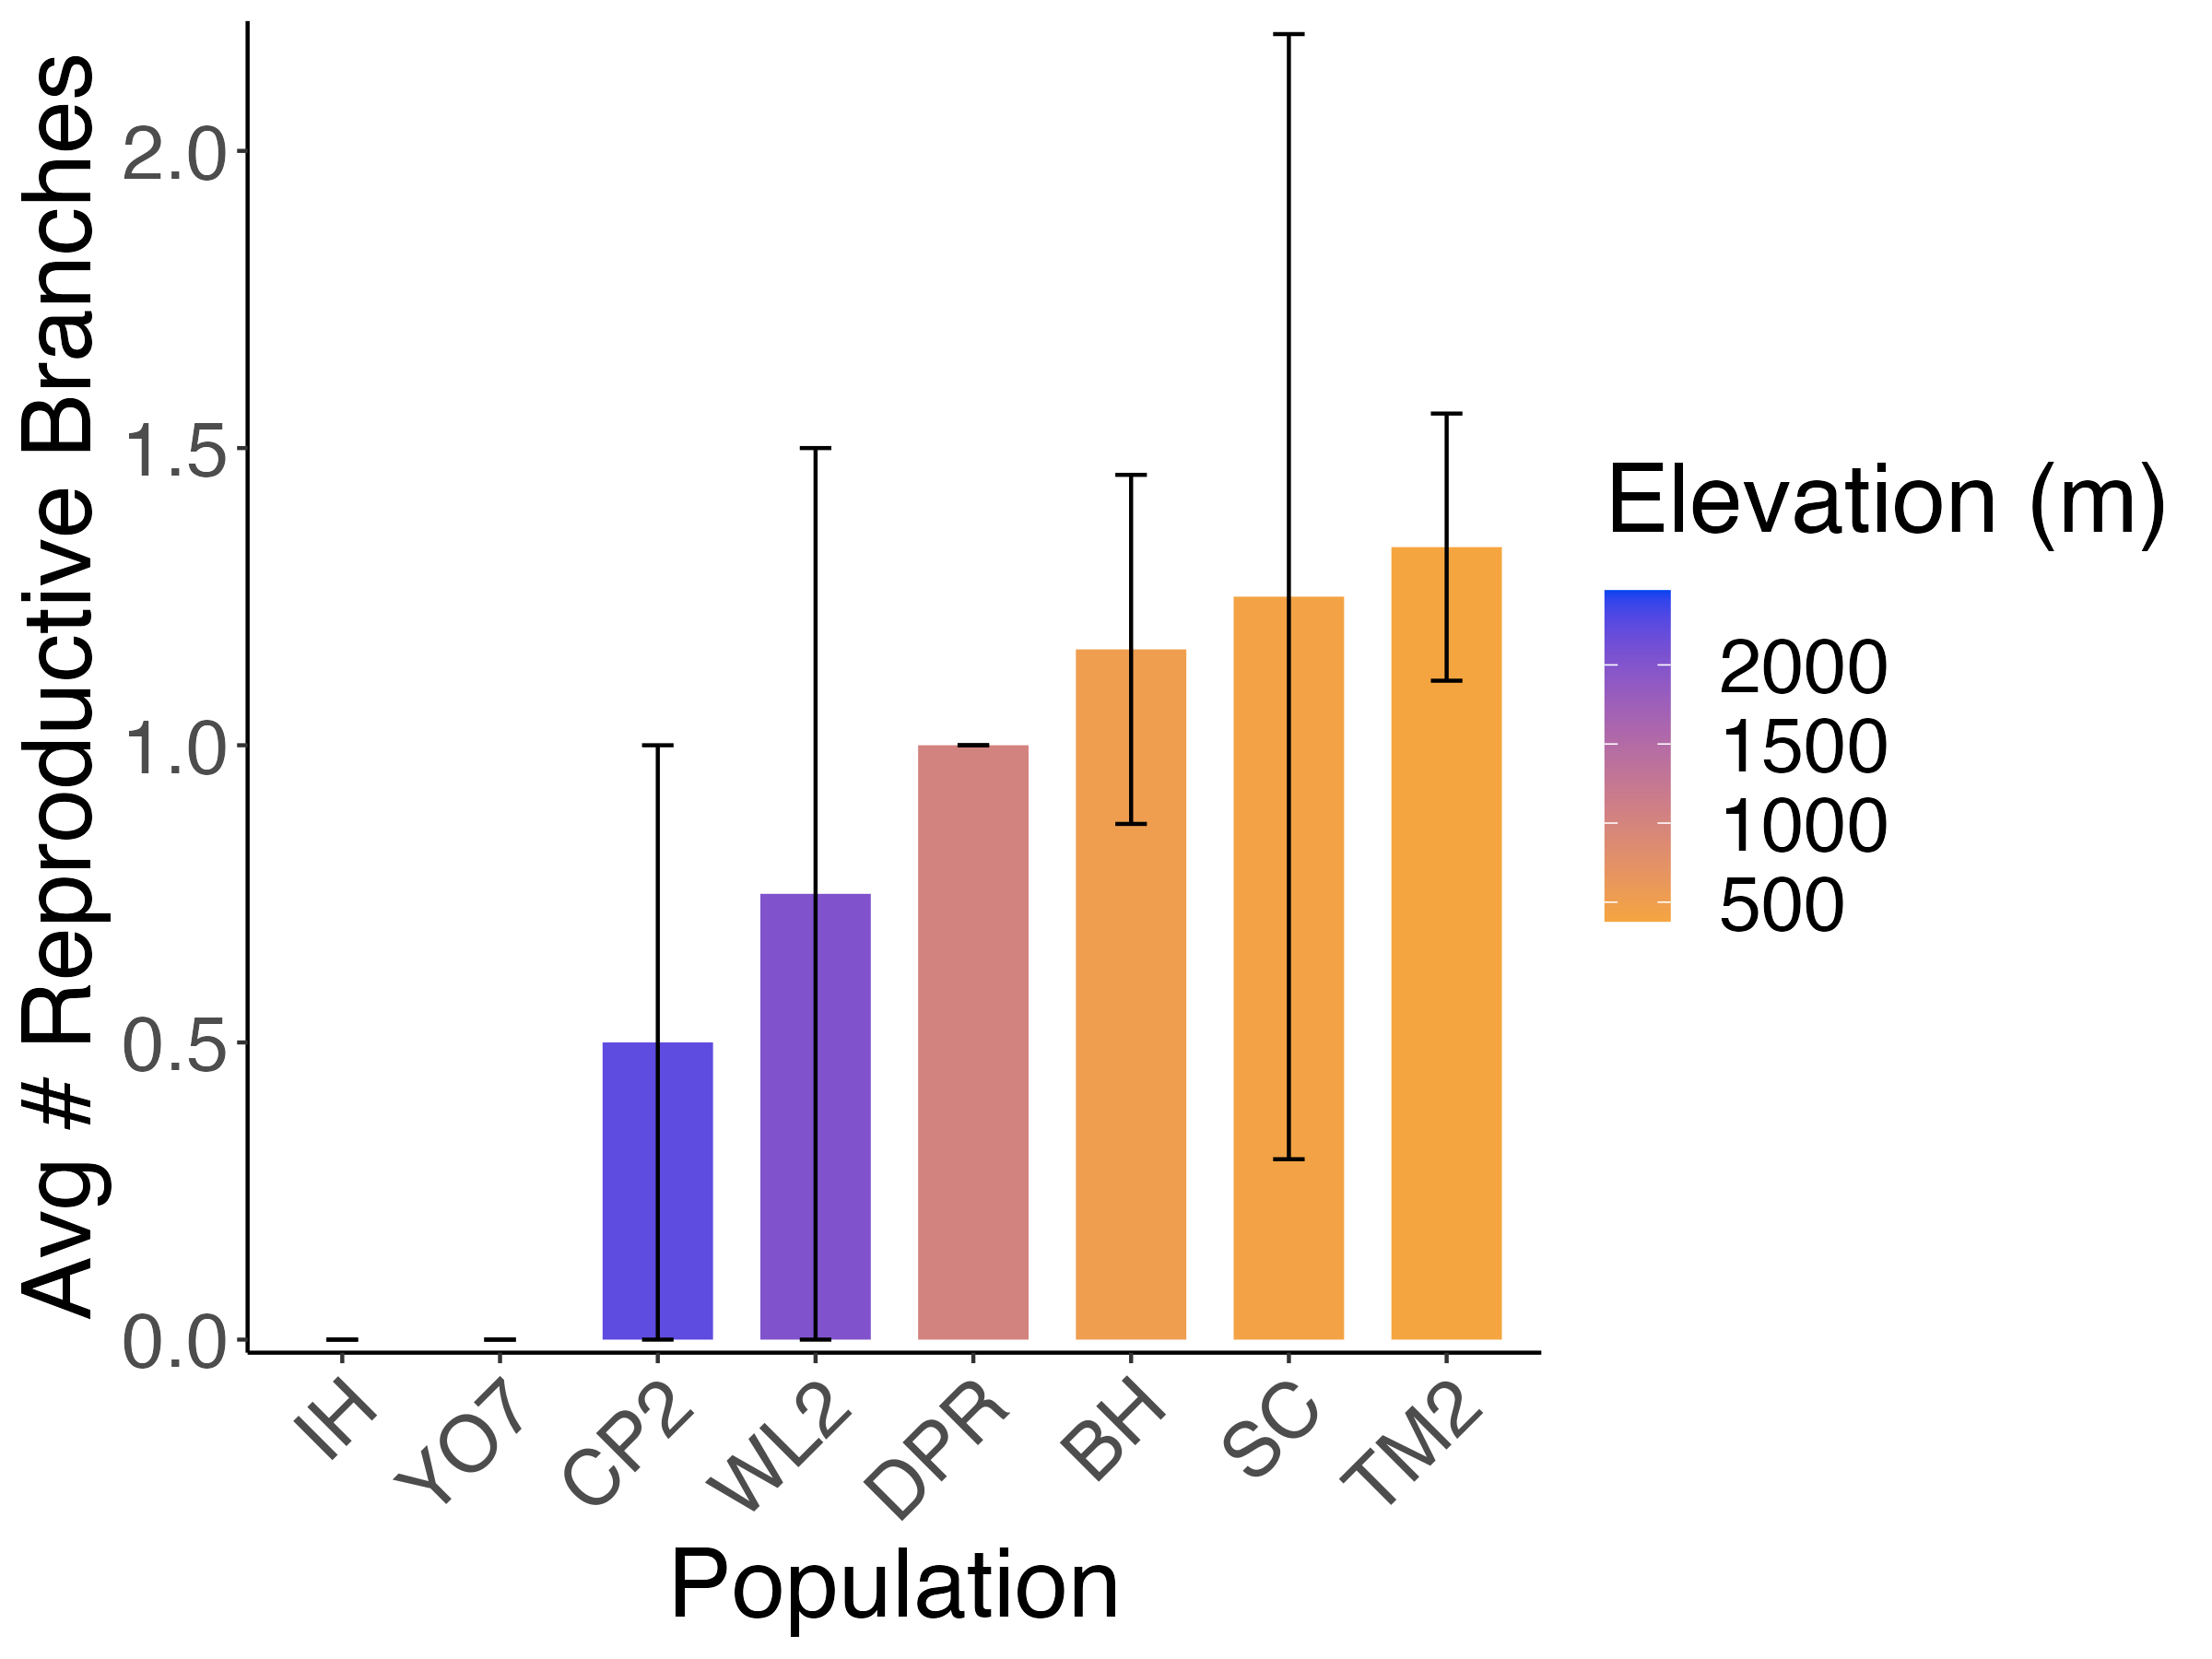 Avg # Reproductive Branches
2.0
1.5
1.0
0.5
0.0
IH
YO7
CP2
WL2
DPR
BH
SC
TM2
Population
Elevation (m)
2000
1500
1000
500